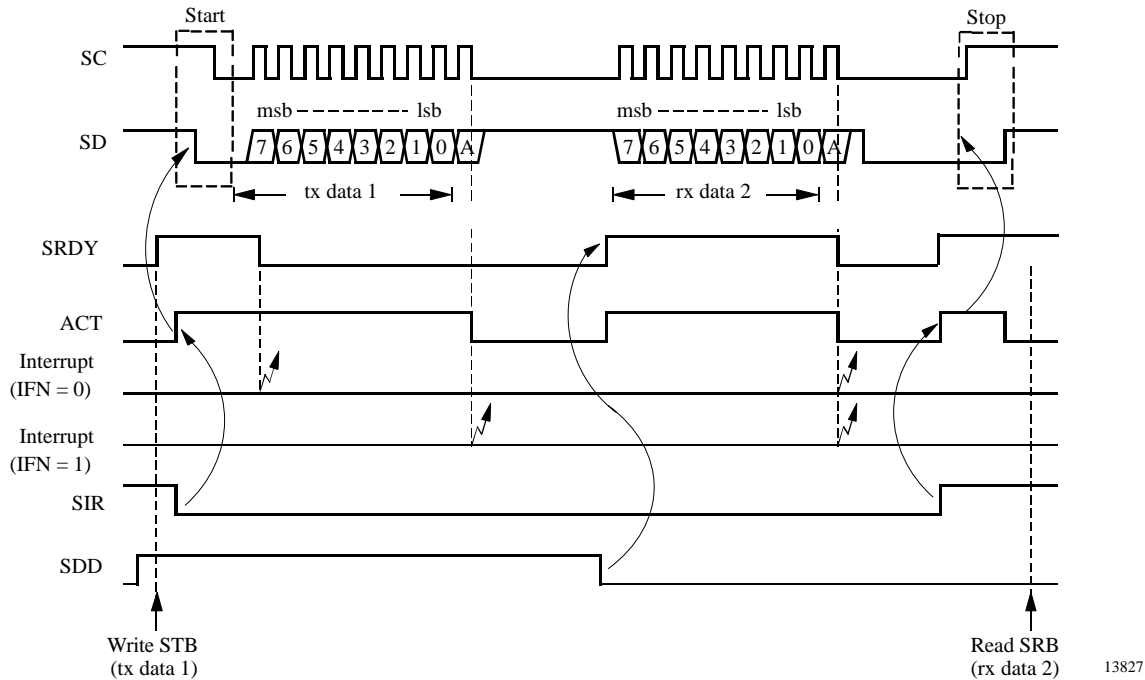 Start
Stop
SC
msb lsb
msb lsb
SD
7 6 5 4 3 2 1 0 A
7 6 5 4 3 2 1 0 A
tx data 1
rx data 2
SRDY
ACT
Interrupt
(IFN = 0)
Interrupt
(IFN = 1)
SIR
SDD
Write STB
(tx data 1)
Read SRB
(rx data 2)
13827